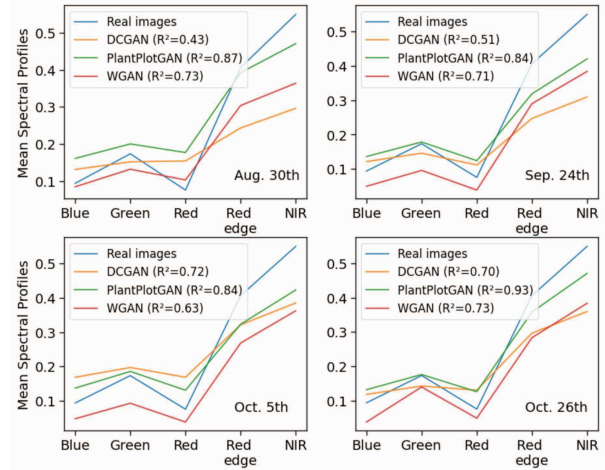 Mean Spectral Profiles
0.5
0.4
0.3
0.2
0.1
Real images
DCGAN (R²=0.43)
PlantPlotGAN (R²=0.87)
WGAN (R²=0.73)
Aug. 30th
Blue
Green
Red
Red
edge
NIR
0.5
0.4
0.3
0.2
0.1
Real images
DCGAN (R²=0.51)
PlantPlotGAN (R²=0.84)
WGAN (R²=0.71)
Sep. 24th
Blue
Green
Red
Red
edge
NIR
Mean Spectral Profiles
0.5
0.4
0.3
0.2
0.1
Real images
DCGAN (R²=0.72)
PlantPlotGAN (R²=0.84)
WGAN (R²=0.63)
Oct. 5th
Blue
Green
Red
Red
edge
NIR
0.5
0.4
0.3
0.2
0.1
Real images
DCGAN (R²=0.70)
PlantPlotGAN (R²=0.93)
WGAN (R²=0.73)
Oct. 26th
Blue
Green
Red
Red
edge
NIR